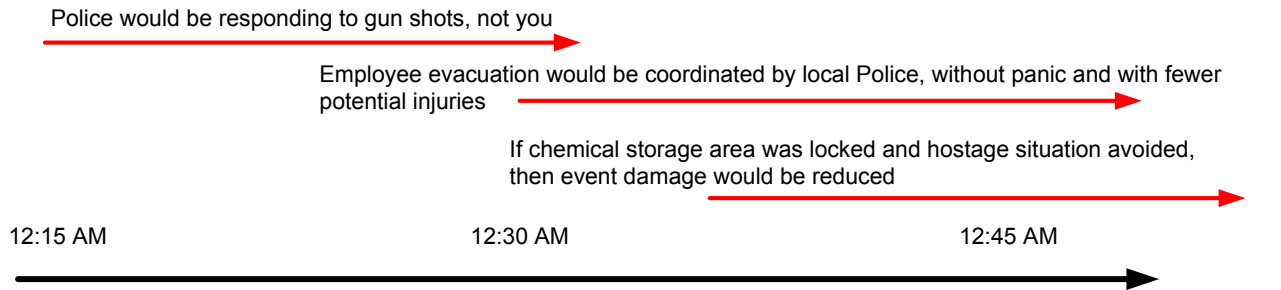 Police would be responding to gun shots, not you
Employee evacuation would be coordinated by local Police, without panic and with fewer
potential injuries
If chemical storage area was locked and hostage situation avoided,
then event damage would be reduced
12:15 AM
12:30 AM
12:45 AM